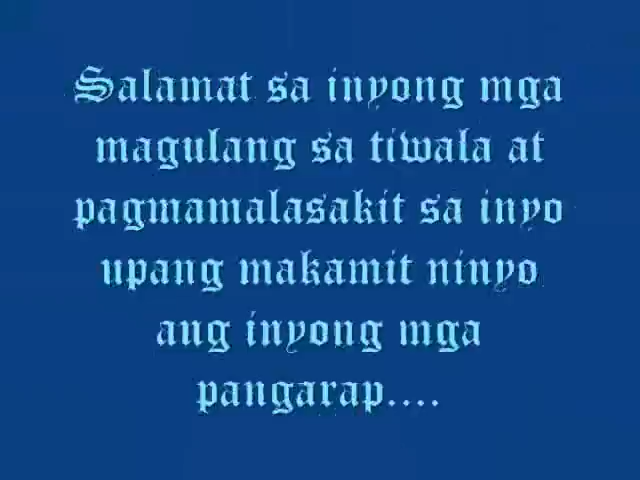 Salamat sa inyong mga
magulang sa tiwala at
pagmamalasakit sa inyo
upang makamit ninyo
ang inyong mga
pangarap....